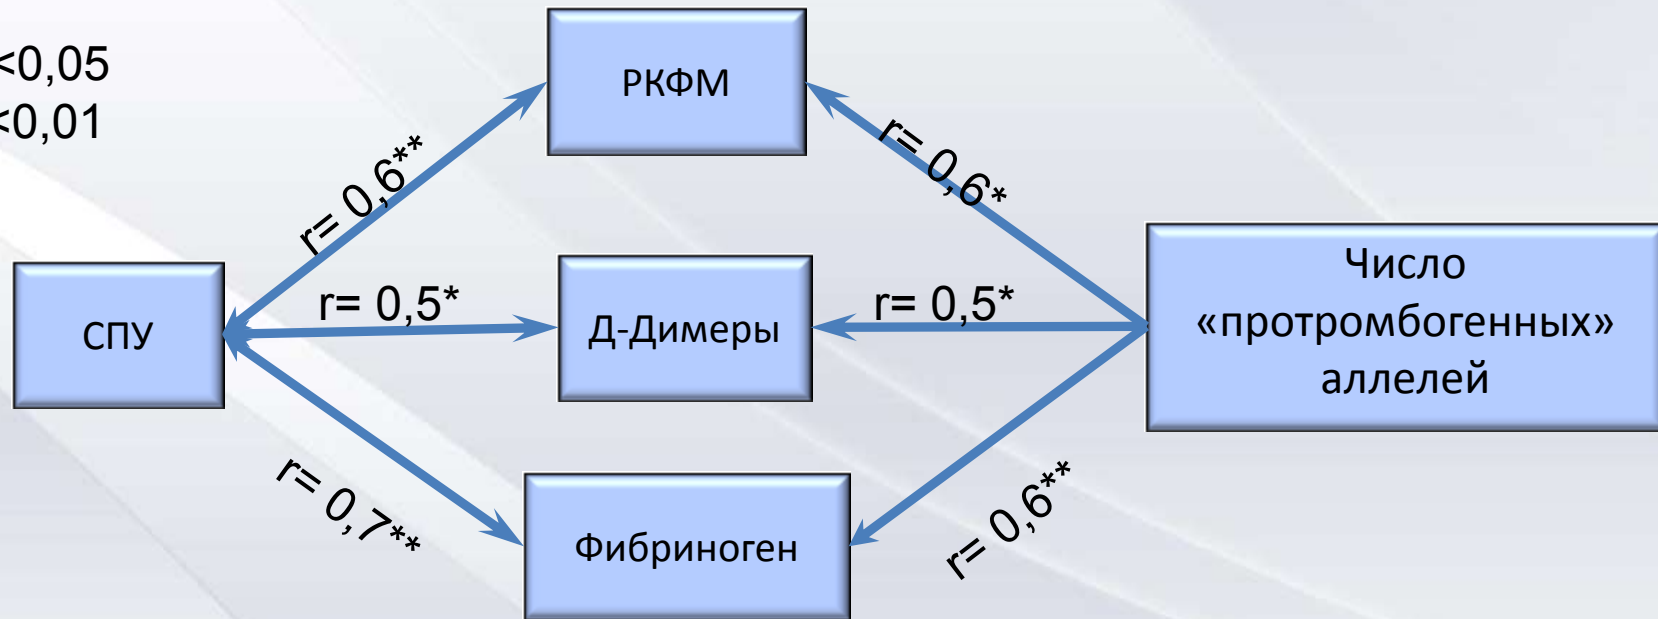 <0,05
<0,01
РКФМ
r= 0,6**
r= 0,6*
СПУ
r= 0,5*
Д-Димеры
r= 0,5*
Число
«протромбогенных»
аллелей
r= 0,7**
Фибриноген
r= 0,6**